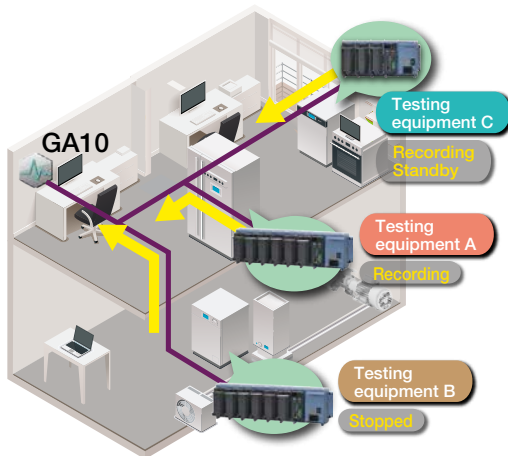 GA10
Testing
equipment C
Recording
Standby
Testing
equipment A
Recording
Testing
equipment B
Stopped